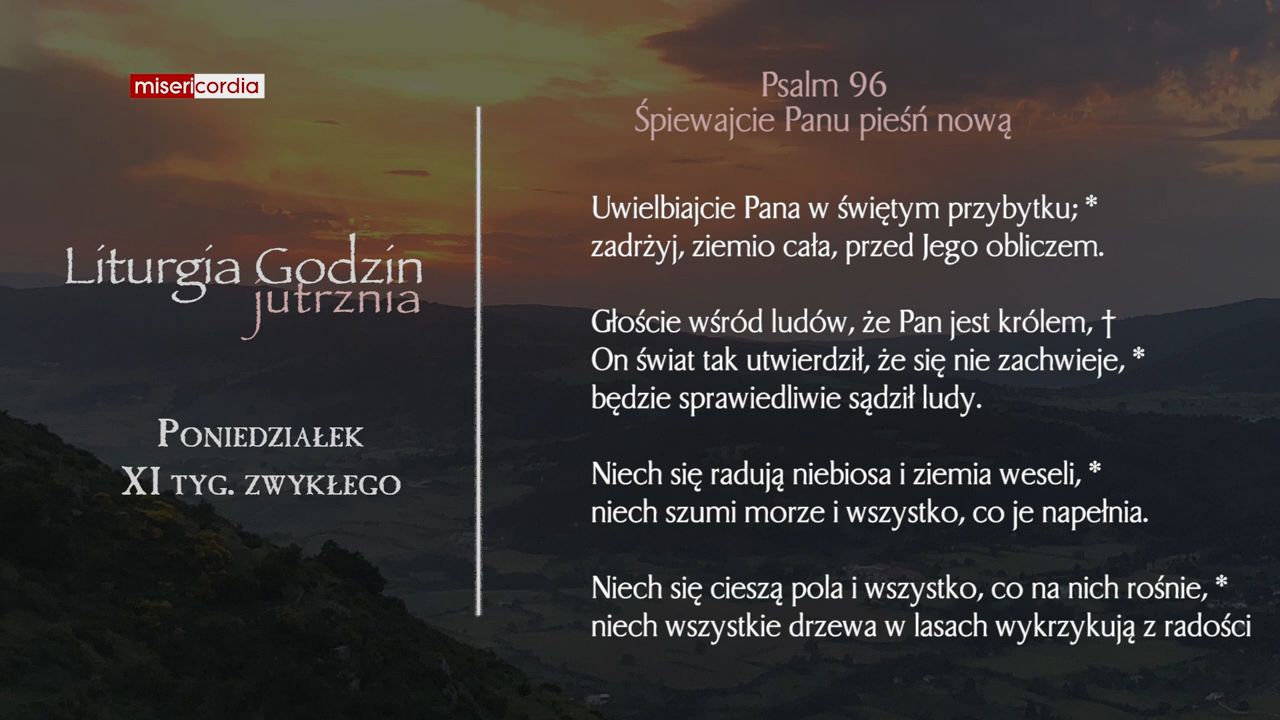 misericordia
Liturgia Godzin
jutrznia
Poniedziałek
XI tyg. zwykłego
Psalm 96
Śpiewajcie Panu pieśń nową
Uwielbiajcie Pana w świętym przybytku; *
zadrżyj, ziemio cała, przed Jego obliczem.
Głoście wśród ludów, że Pan jest królem, †
On świat tak utwierdził, że się nie zachwieje, *
będzie sprawiedliwie sądził ludy.
Niech się radują niebiosa i ziemia weseli, *
niech szumi morze i wszystko, co je napełnia.
Niech się cieszą pola i wszystko, co na nich rośnie, *
niech wszystkie drzewa w lasach wykrzykują z radości